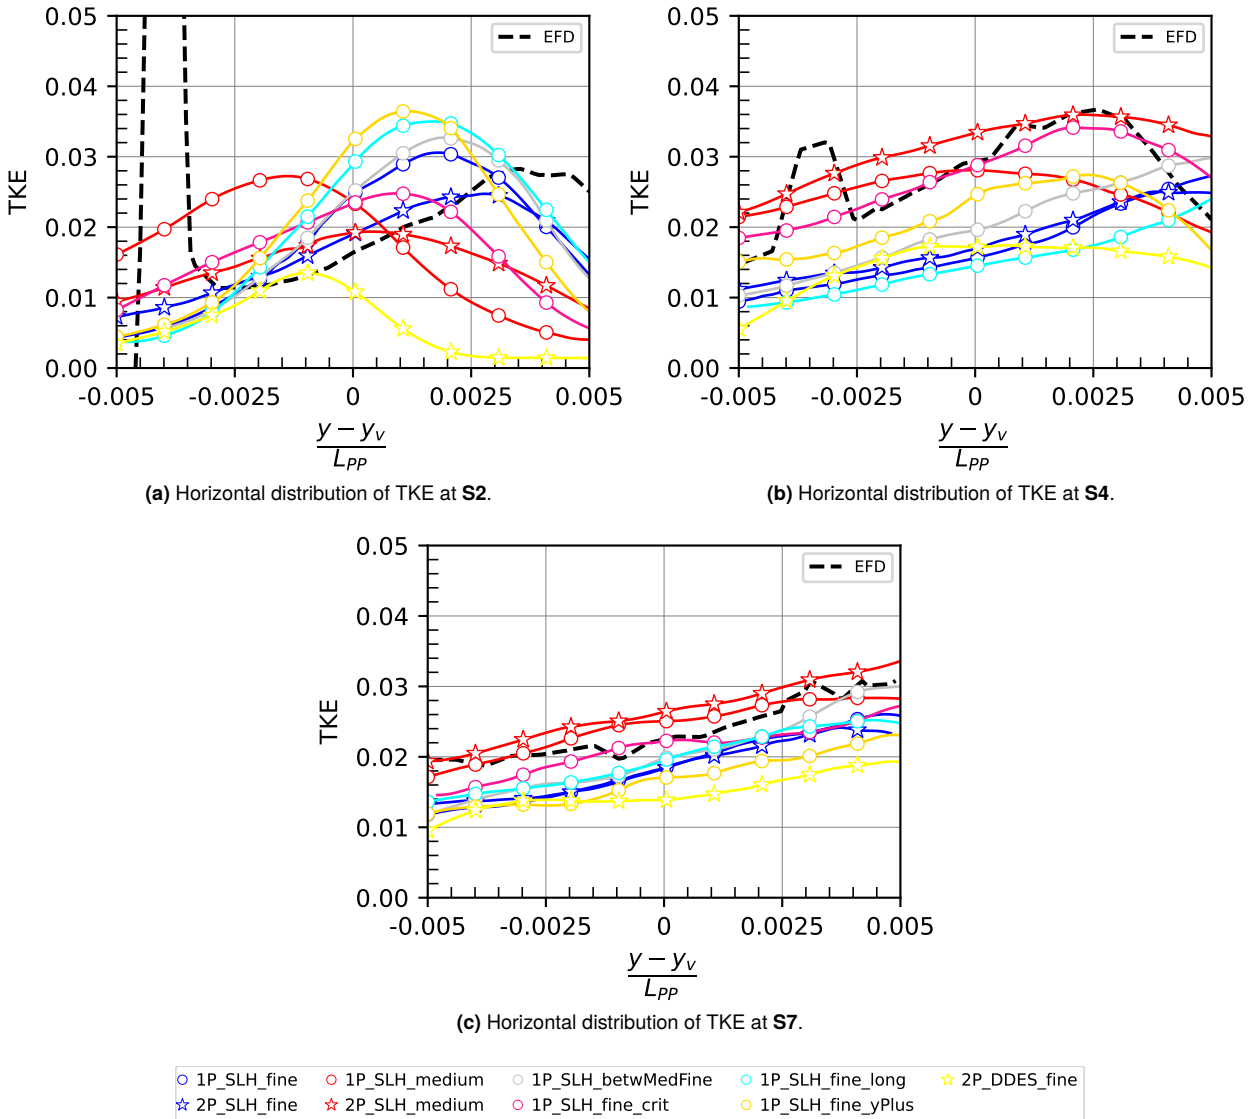 0.05
0.04
0.03
0.02
0.01
0.00
TKE
EFD
-0.005 -0.0025 0 0.0025 0.005
y − y_v
L_PP
(a) Horizontal distribution of TKE at S2.
0.05
0.04
0.03
0.02
0.01
0.00
TKE
EFD
-0.005 -0.0025 0 0.0025 0.005
y − y_v
L_PP
(b) Horizontal distribution of TKE at S4.
0.05
0.04
0.03
0.02
0.01
0.00
TKE
EFD
-0.005 -0.0025 0 0.0025 0.005
y − y_v
L_PP
(c) Horizontal distribution of TKE at S7.
1P_SLH_fine 1P_SLH_medium 1P_SLH_betwMedFine 1P_SLH_fine_long 2P_DDES_fine
2P_SLH_fine 2P_SLH_medium 1P_SLH_fine_crit 1P_SLH_fine_yPlus